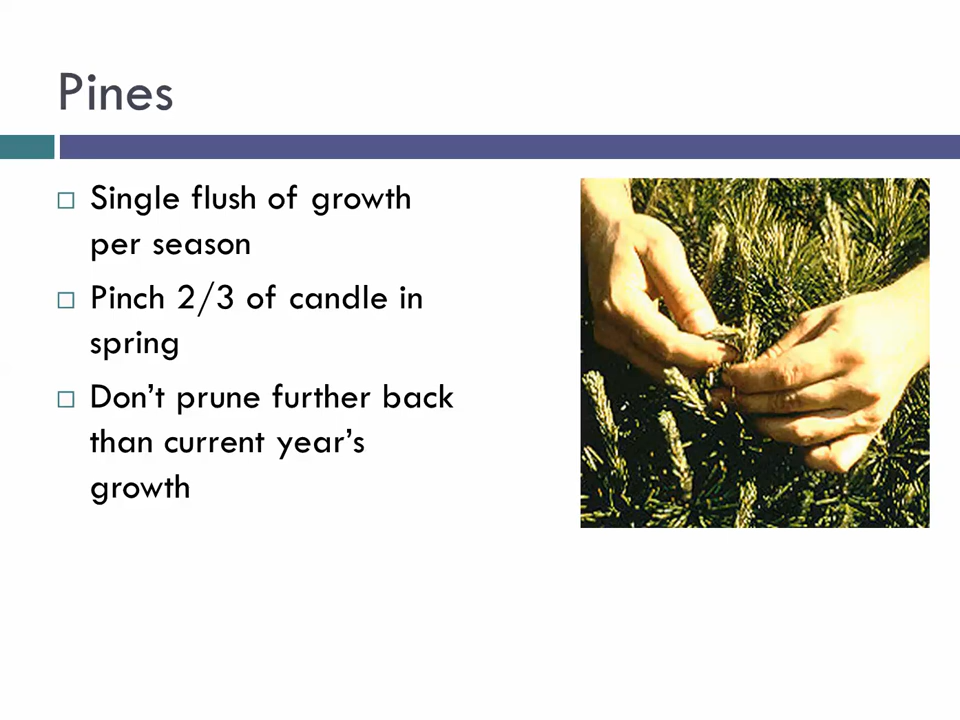 Pines
Single flush of growth
per season
Pinch 2/3 of candle in
spring
Don’t prune further back
than current year’s
growth